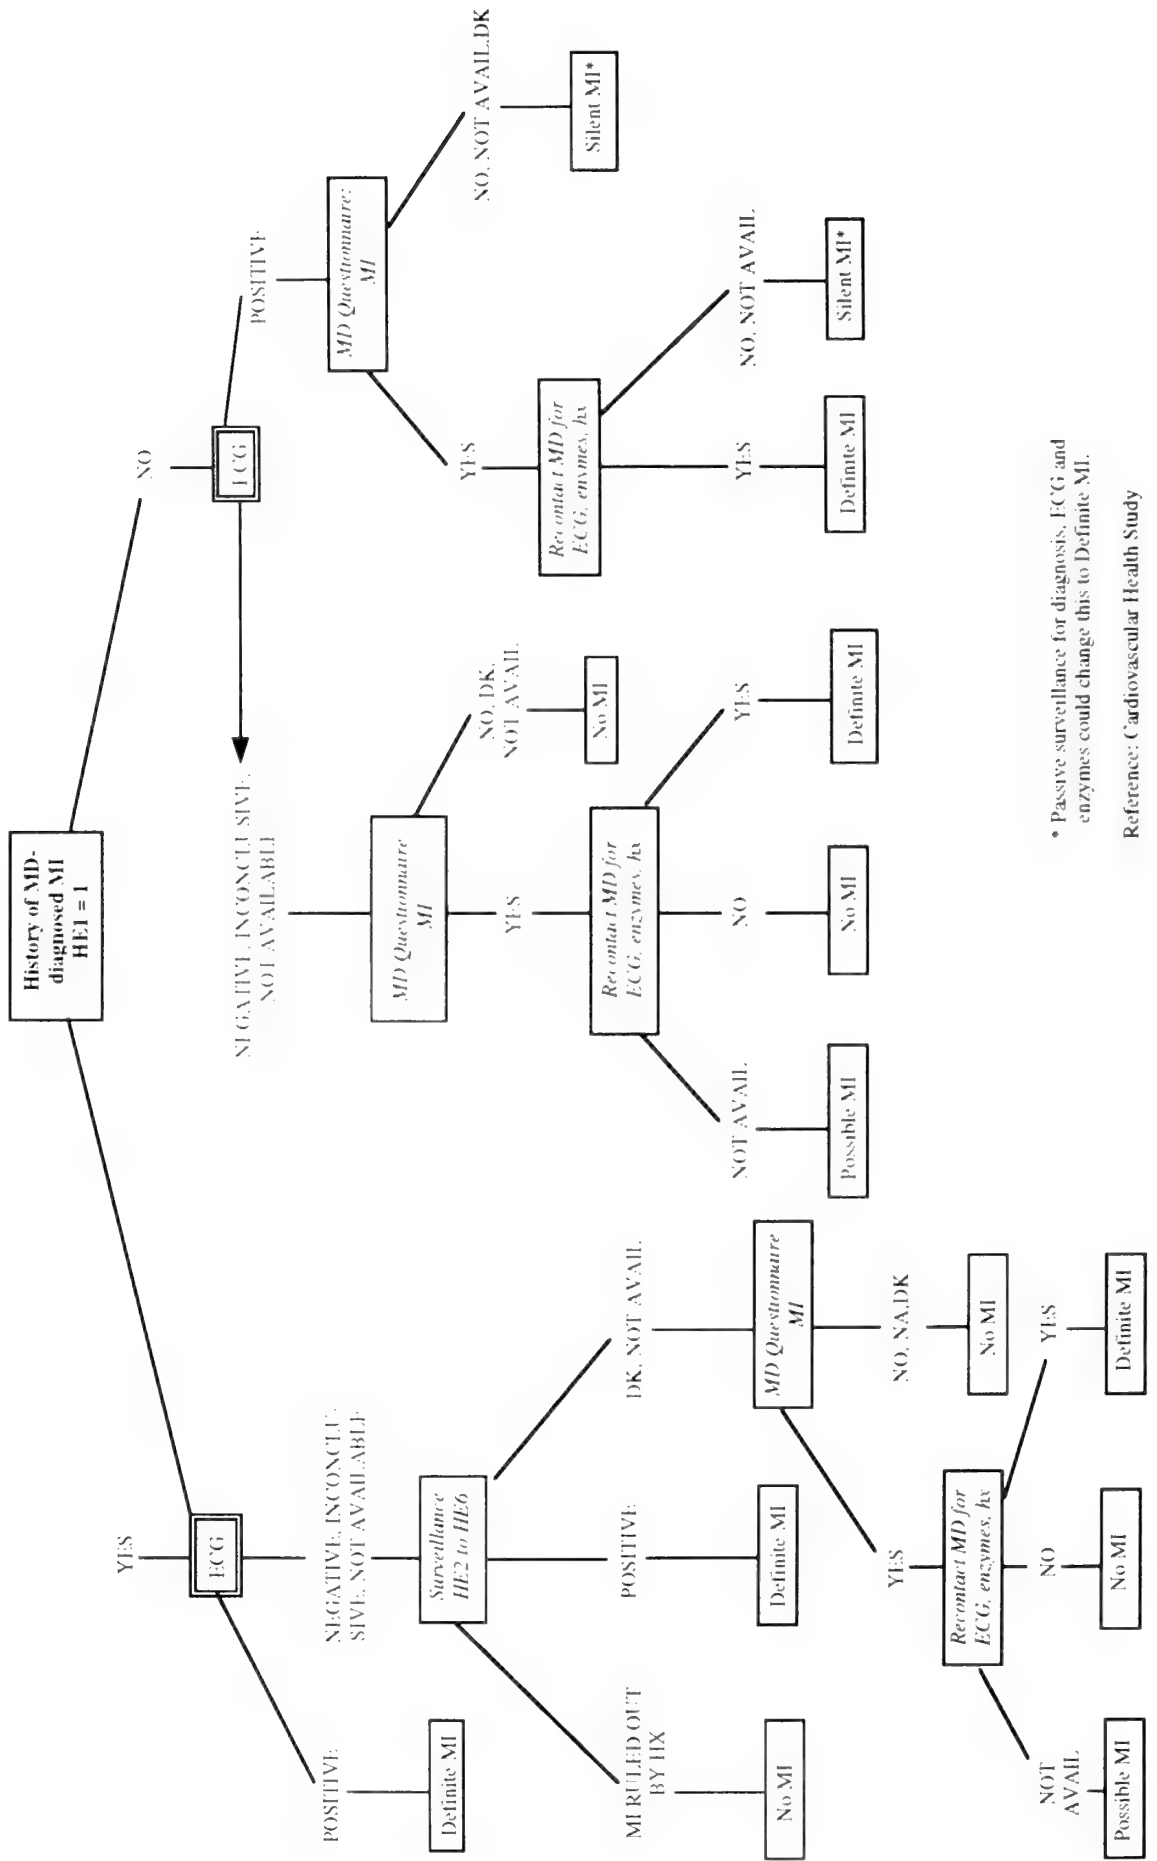 History of MD-
diagnosed MI
HE1 = 1
YES
NO
ECG
ECG
POSITIVE
NEGATIVE, INCONCLU-
SIVE, NOT AVAILABLE
NEGATIVE, INCONCLUSIVE,
NOT AVAILABLE
POSITIVE
Definite MI
Surveillance
HE2 to HE6
MD Questionnaire
MI
MD Questionnaire:
MI
MI RULED OUT
BY HX
POSITIVE
DK, NOT AVAIL
YES
NO, DK,
NOT AVAIL
YES
NO, NOT AVAIL,DK
No MI
Definite MI
MD Questionnaire
MI
Recontact MD for
ECG, enzymes, hx
No MI
Recontact MD for
ECG, enzymes, hx
Silent MI*
NOT AVAIL
NO
YES
YES
NO, NOT AVAIL
Possible MI
No MI
Definite MI
Definite MI
Silent MI*
YES
NO, NA,DK
Recontact MD for
ECG, enzymes, hx
No MI
NOT
AVAIL
NO
YES
Possible MI
No MI
Definite MI
* Passive surveillance for diagnosis, ECG and
enzymes could change this to Definite MI.
Reference: Cardiovascular Health Study